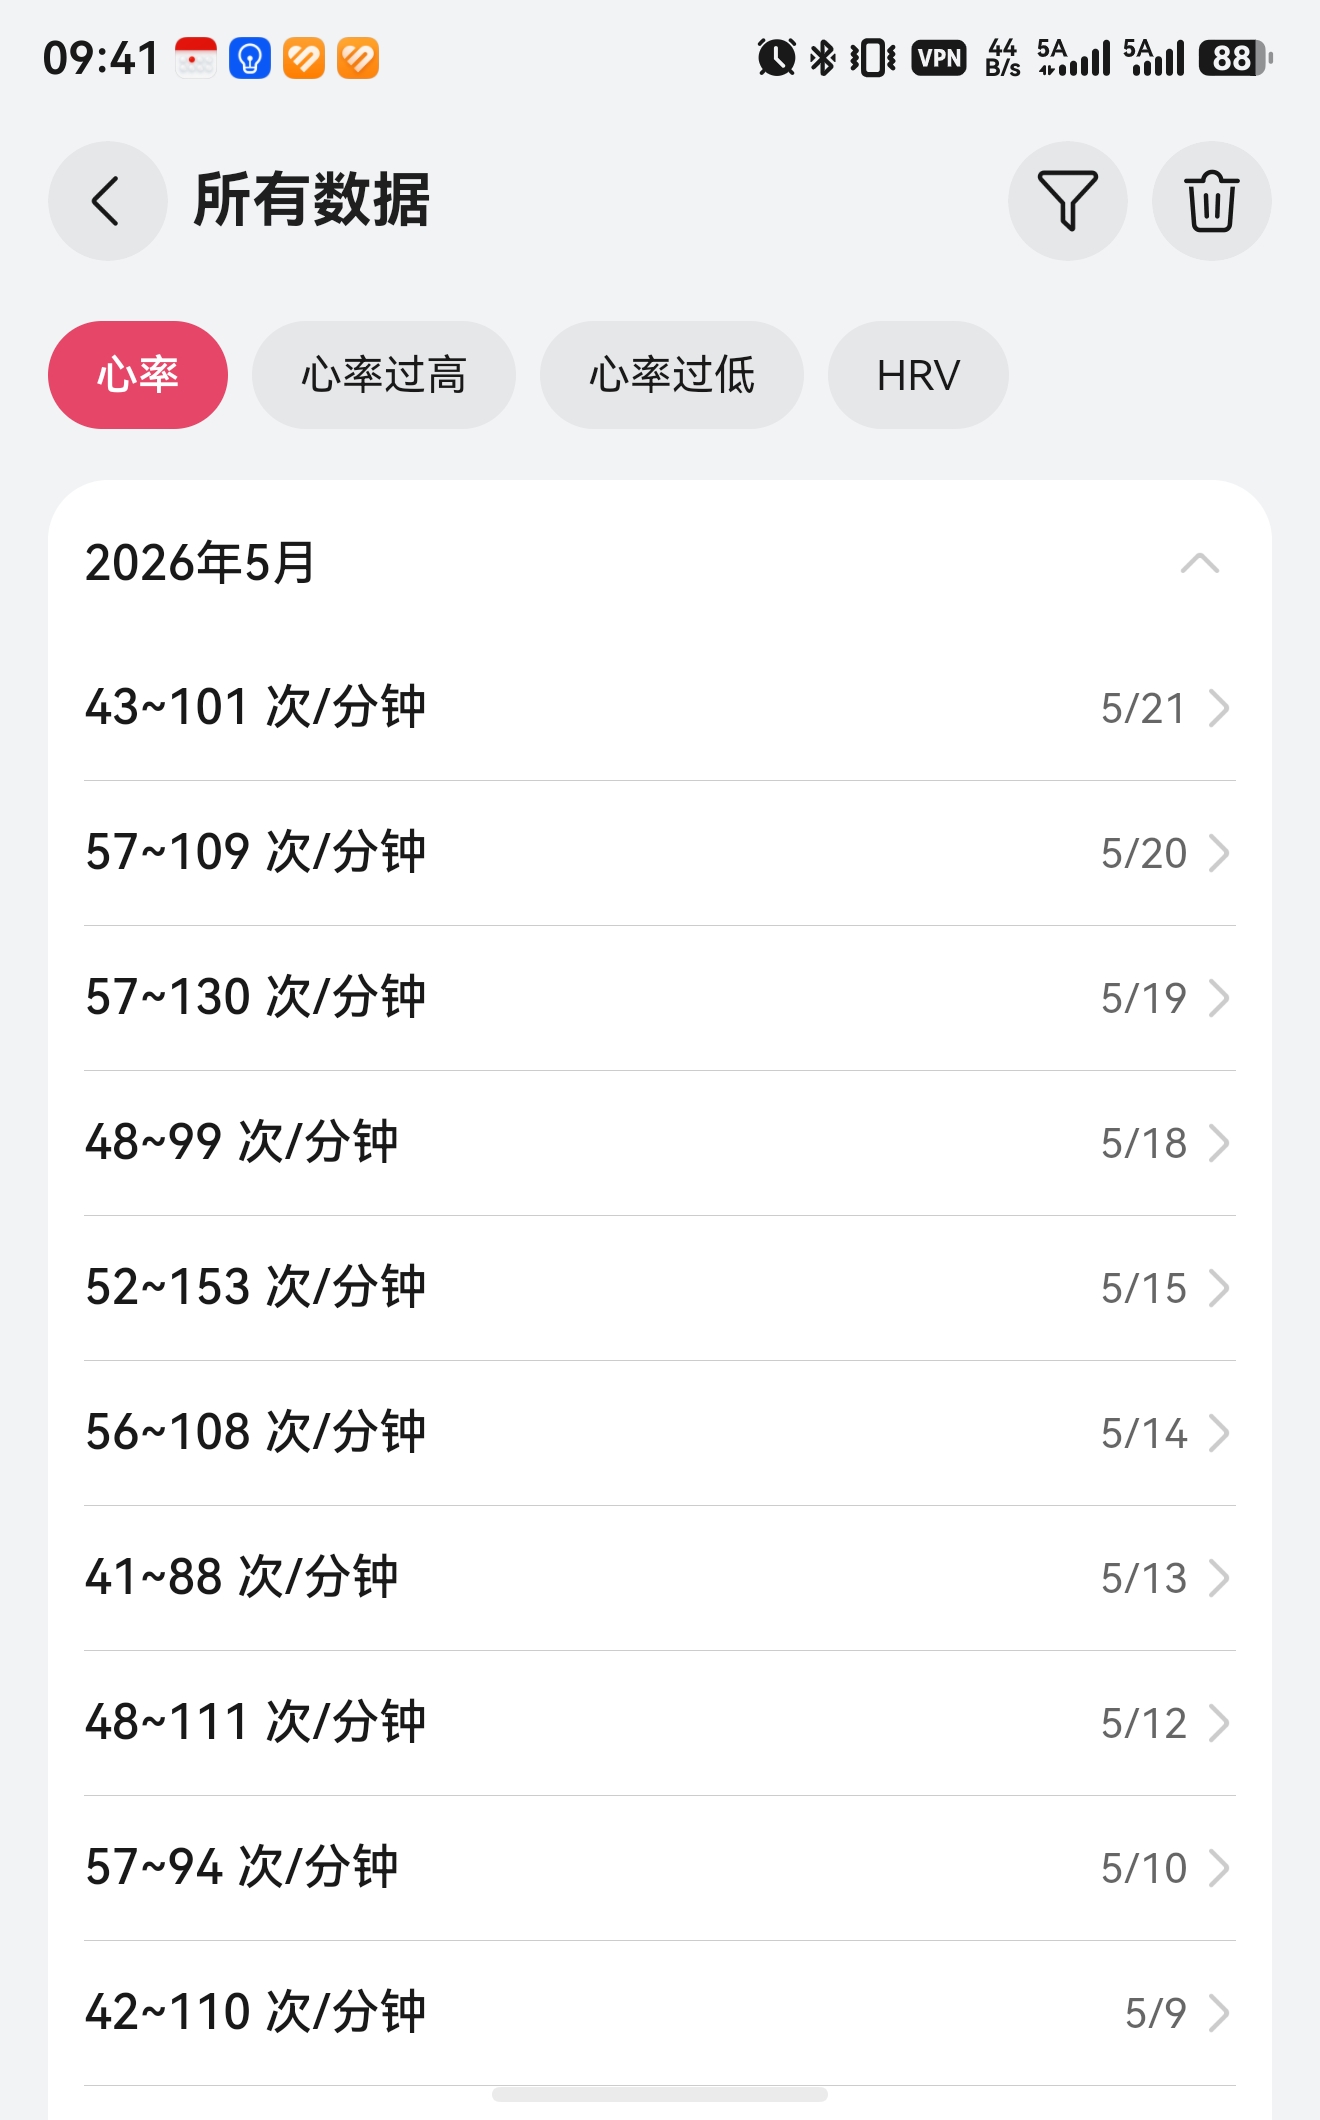 09:41 VPN 44 B/s 5A 5A 88
所有数据
心率 心率过高 心率过低 HRV
2026年5月
43~101 次/分钟 5/21
57~109 次/分钟 5/20
57~130 次/分钟 5/19
48~99 次/分钟 5/18
52~153 次/分钟 5/15
56~108 次/分钟 5/14
41~88 次/分钟 5/13
48~111 次/分钟 5/12
57~94 次/分钟 5/10
42~110 次/分钟 5/9